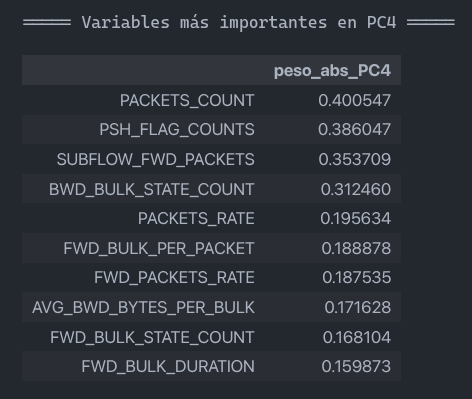 ═════ Variables más importantes en PC4 ═════
peso_abs_PC4
PACKETS_COUNT 0.400547
PSH_FLAG_COUNTS 0.386047
SUBFLOW_FWD_PACKETS 0.353709
BWD_BULK_STATE_COUNT 0.312460
PACKETS_RATE 0.195634
FWD_BULK_PER_PACKET 0.188878
FWD_PACKETS_RATE 0.187535
AVG_BWD_BYTES_PER_BULK 0.171628
FWD_BULK_STATE_COUNT 0.168104
FWD_BULK_DURATION 0.159873